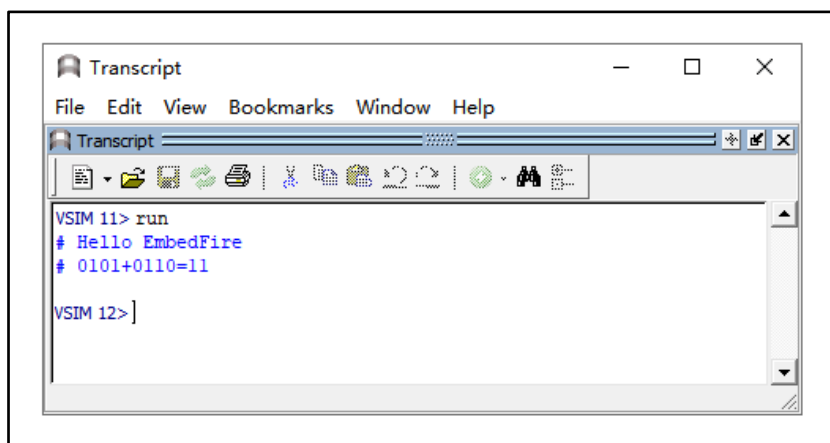 Transcript
File Edit View Bookmarks Window Help
Transcript
VSIM 11> run
# Hello EmbedFire
# 0101+0110=11
VSIM 12>